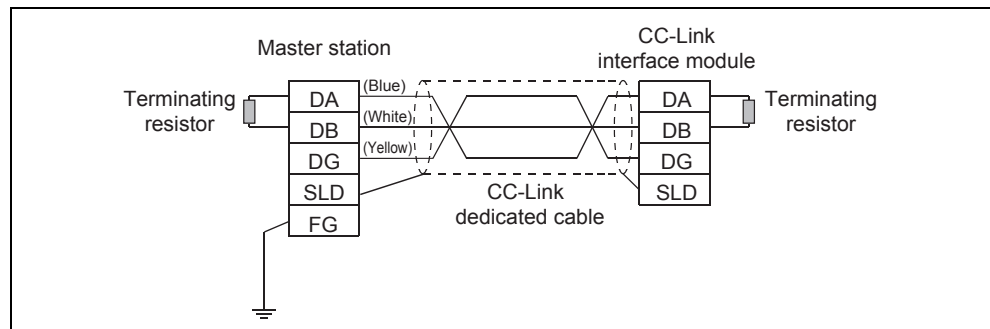 Master station
CC-Link
interface module
Terminating
resistor
DA
DB
DG
SLD
FG
(Blue)
(White)
(Yellow)
CC-Link
dedicated cable
DA
DB
DG
SLD
Terminating
resistor